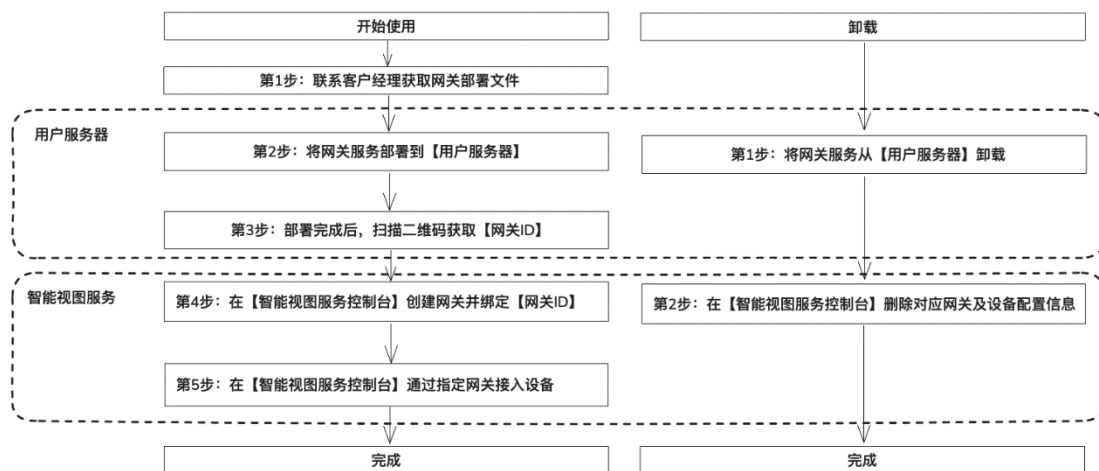 开始使用
卸载
第1步：联系客户经理获取网关部署文件
用户服务器
第2步：将网关服务部署到【用户服务器】
第1步：将网关服务从【用户服务器】卸载
第3步：部署完成后，扫描二维码获取【网关ID】
智能视图服务
第4步：在【智能视图服务控制台】创建网关并绑定【网关ID】
第2步：在【智能视图服务控制台】删除对应网关及设备配置信息
第5步：在【智能视图服务控制台】通过指定网关接入设备
完成
完成